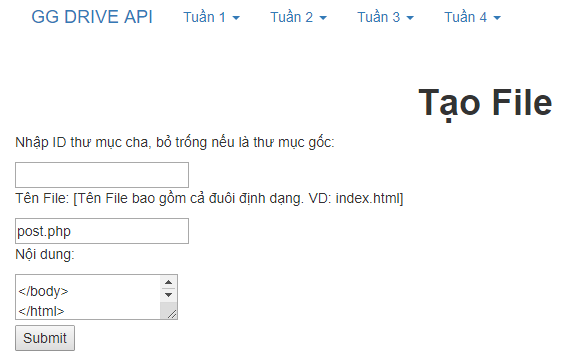 GG DRIVE API Tuần 1 Tuần 2 Tuần 3 Tuần 4
Tạo File
Nhập ID thư mục cha, bỏ trống nếu là thư mục gốc:
Tên File: [Tên File bao gồm cả đuôi định dạng. VD: index.html]
post.php
Nội dung:
</body>
</html>
Submit